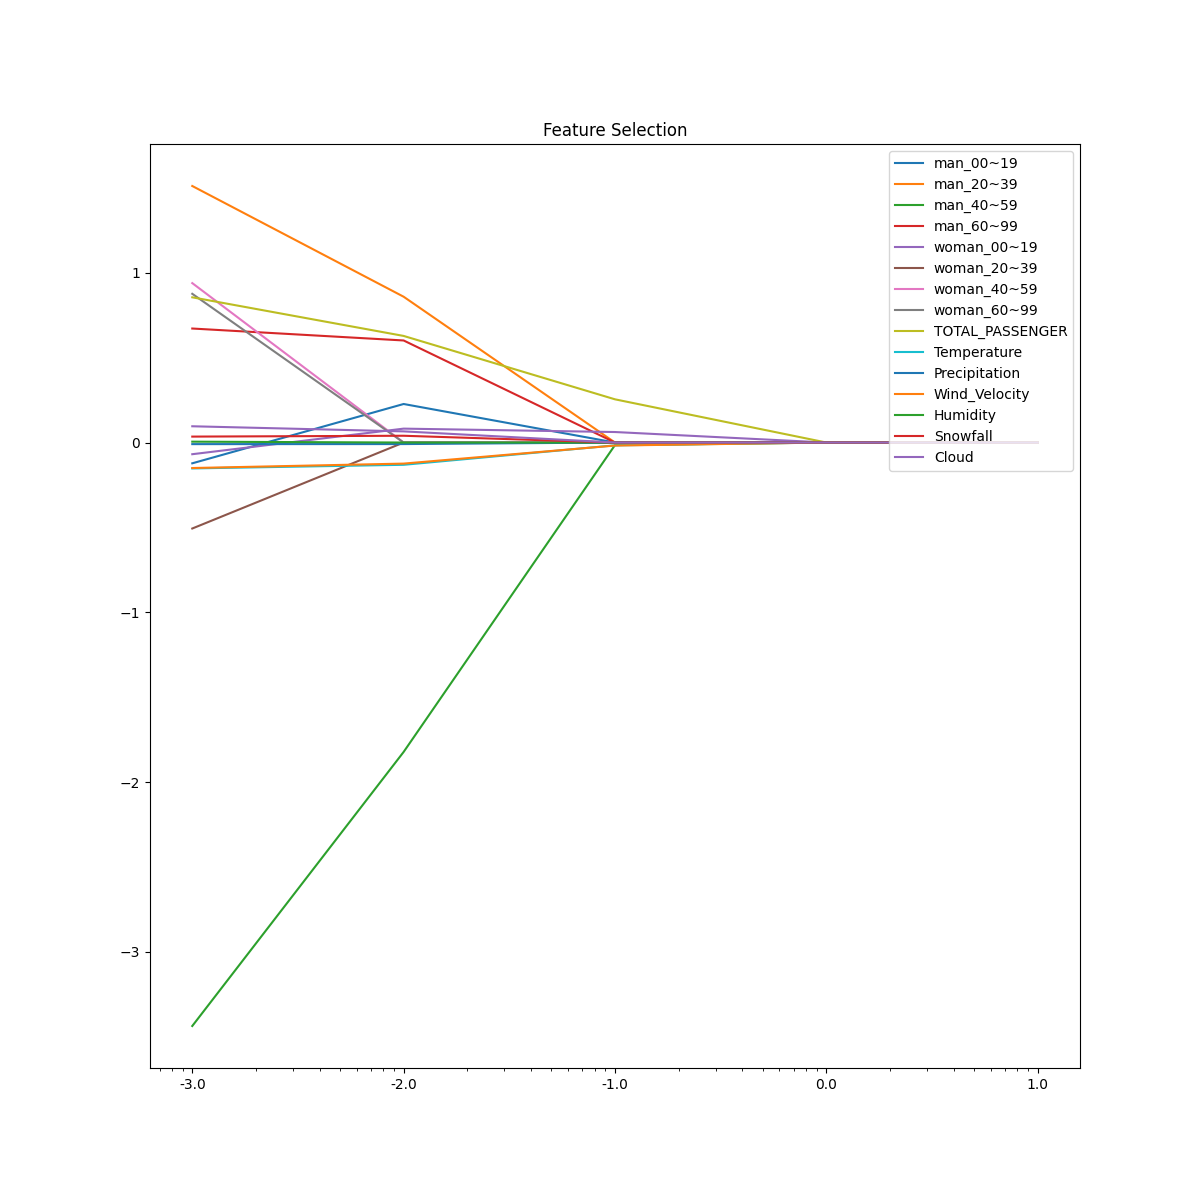 Feature Selection
man_00~19
man_20~39
man_40~59
man_60~99
woman_00~19
woman_20~39
woman_40~59
woman_60~99
TOTAL_PASSENGER
Temperature
Precipitation
Wind_Velocity
Humidity
Snowfall
Cloud
1
0
−1
−2
−3
-3.0 -2.0 -1.0 0.0 1.0